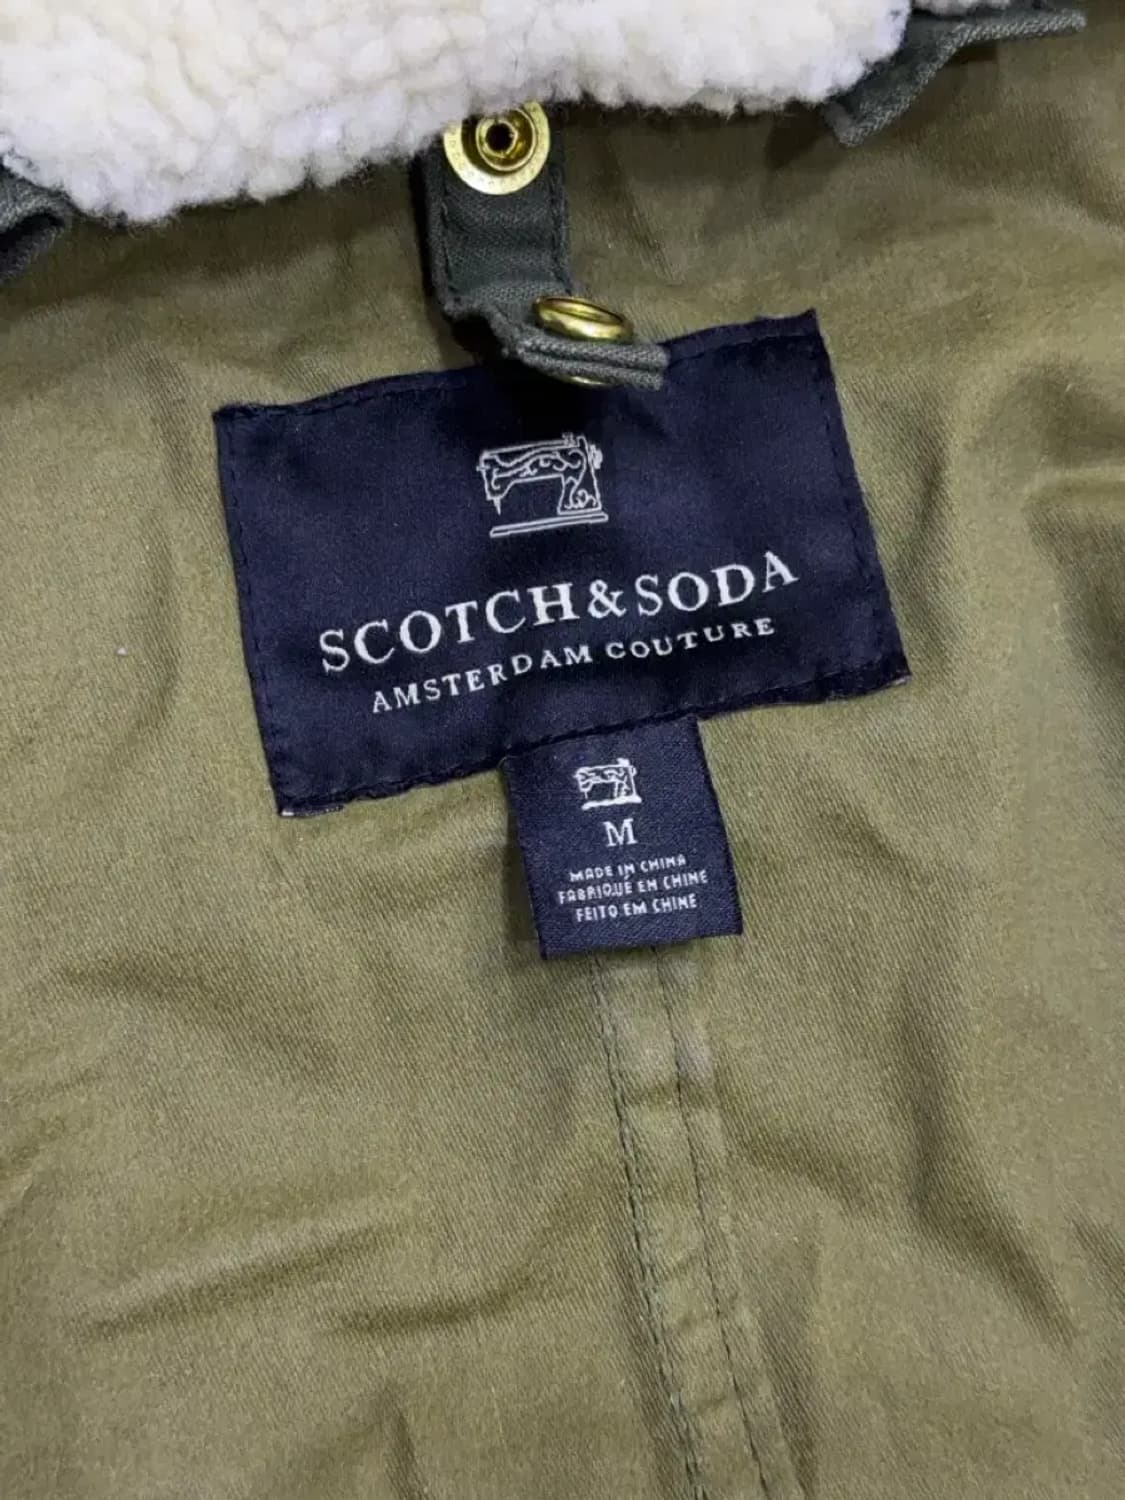 SCOTCH&SODA
AMSTERDAM COUTURE
M
MADE IN CHINA
FABRIQUE EN CHINE
FEITO EM CHINE